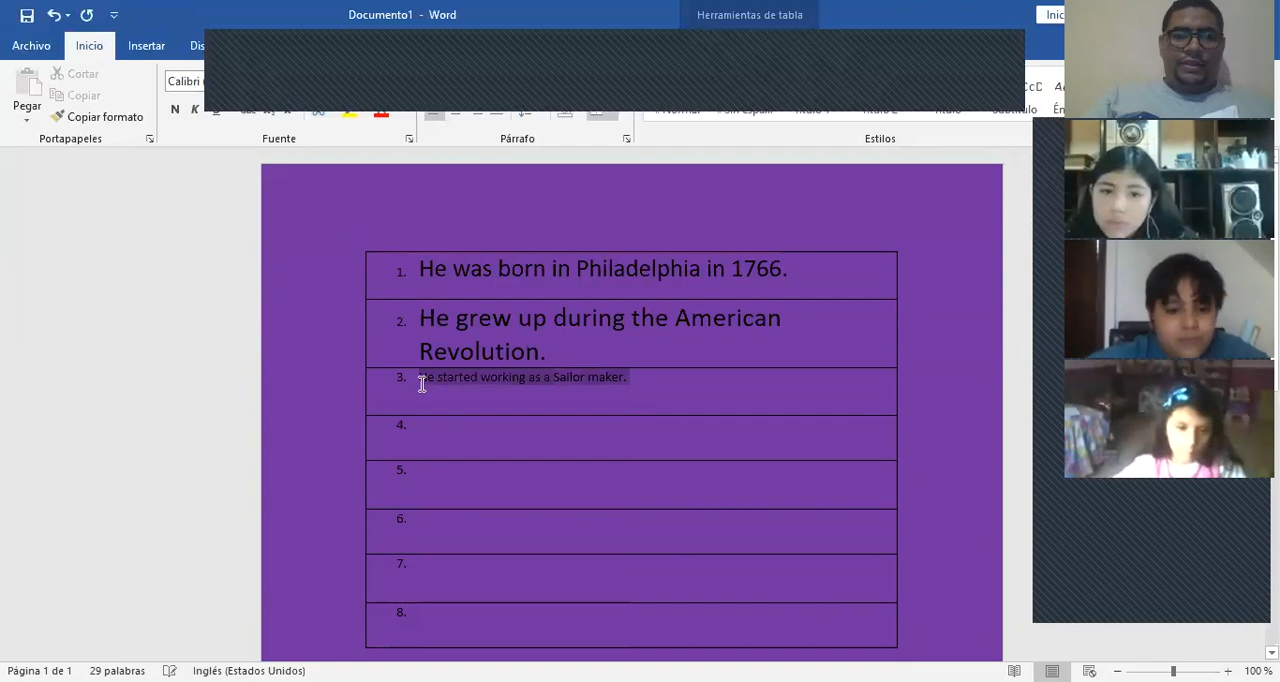 Documento1 - Word
Herramientas de tabla
Inic
Archivo
Inicio
Insertar
Pegar
Cortar
Copiar
Copiar formato
Calibri
N K
Portapapeles
Fuente
Párrafo
Estilos
1. He was born in Philadelphia in 1766.
2. He grew up during the American
Revolution.
3. He started working as a Sailor maker.
4.
5.
6.
7.
8.
Página 1 de 1
29 palabras
Inglés (Estados Unidos)
100 %